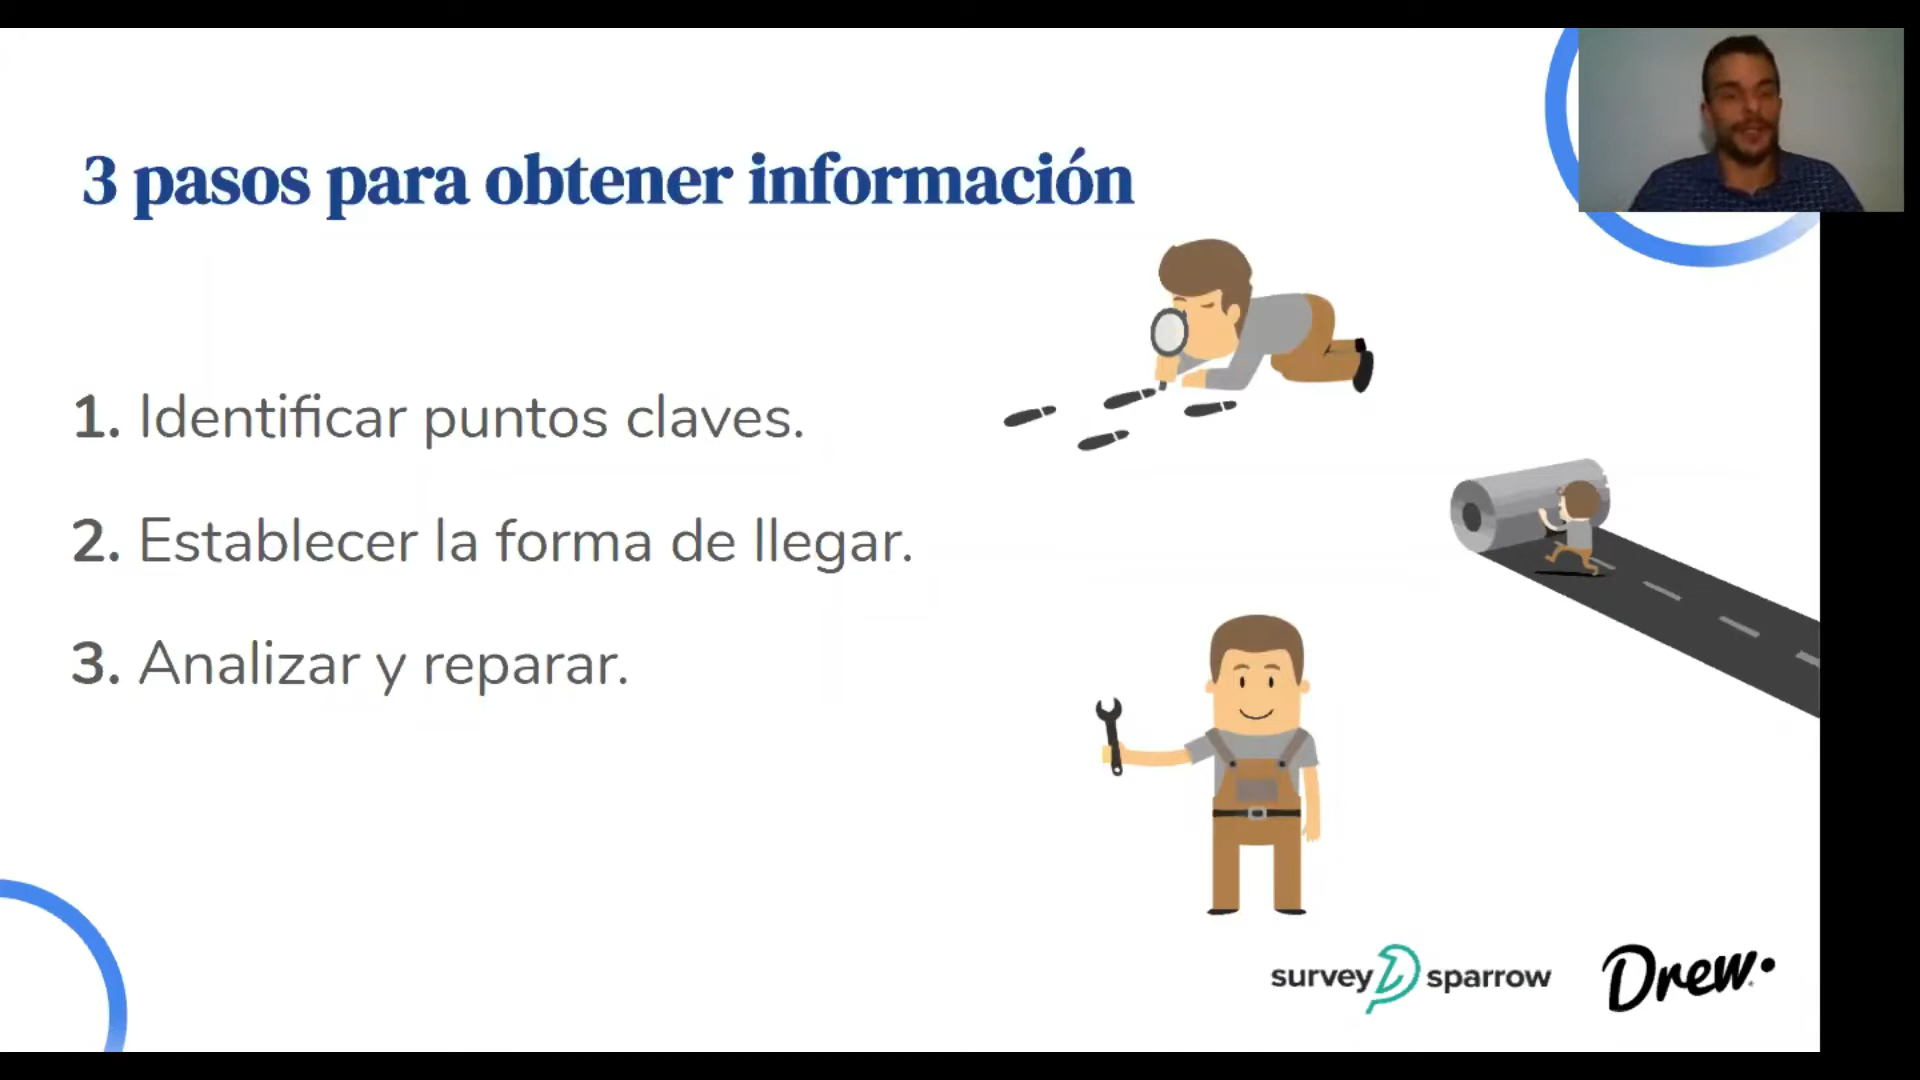 3 pasos para obtener información
1. Identificar puntos claves.
2. Establecer la forma de llegar.
3. Analizar y reparar.
survey sparrow
Drew